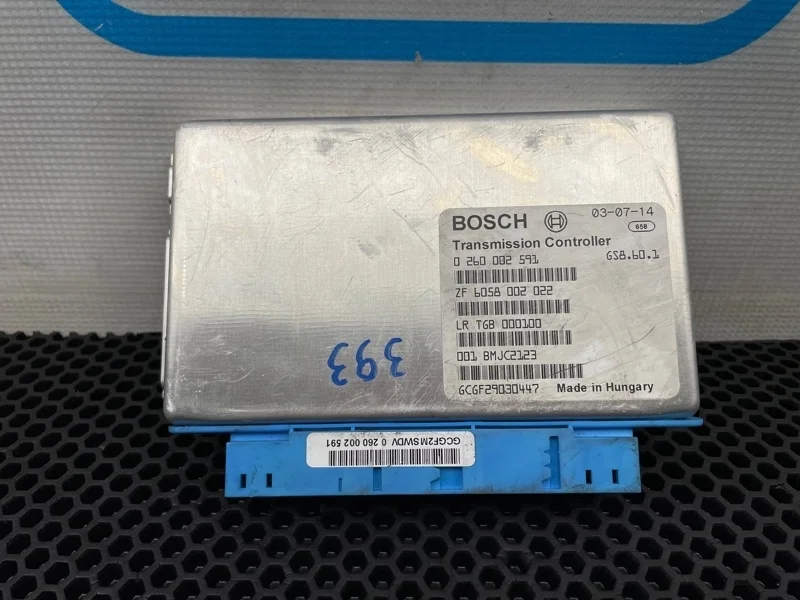 BOSCH 03-07-14
658
Transmission Controller
0 260 002 591 GS8.60.1
ZF 6058 002 022
LR TGB 000100
001 BMJC2123
GCGF29030447 Made in Hungary
393
GCGF2MSWDV 0 260 002 591